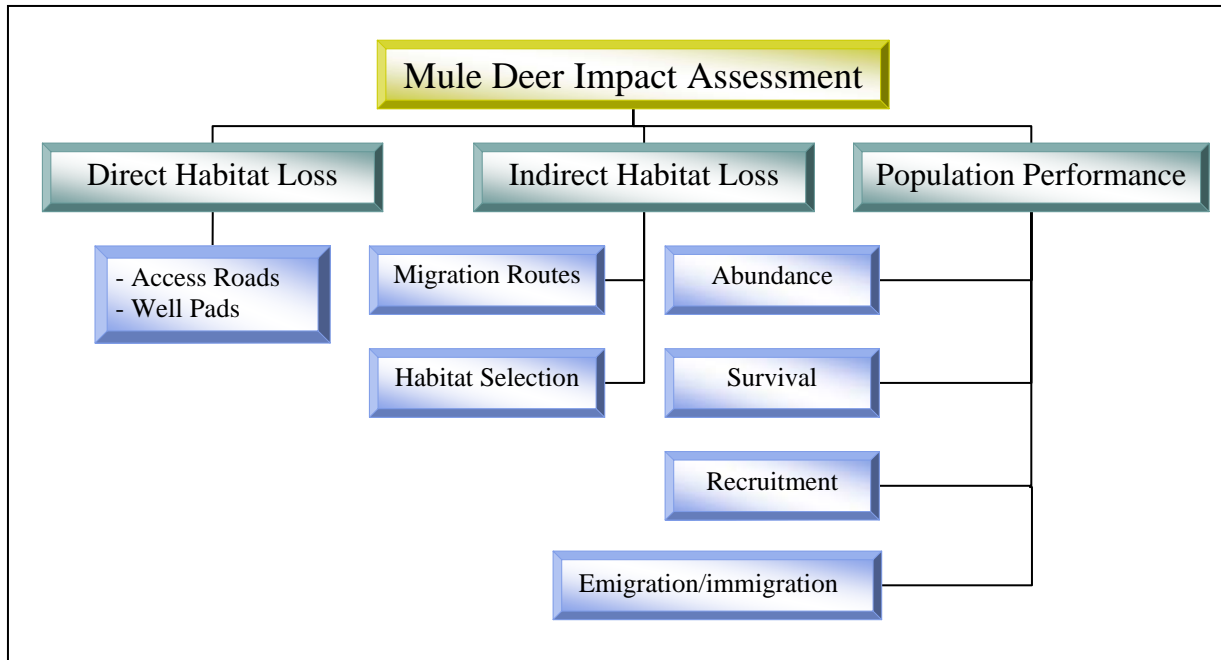 Mule Deer Impact Assessment
Direct Habitat Loss
Indirect Habitat Loss
Population Performance
- Access Roads
- Well Pads
Migration Routes
Abundance
Habitat Selection
Survival
Recruitment
Emigration/immigration